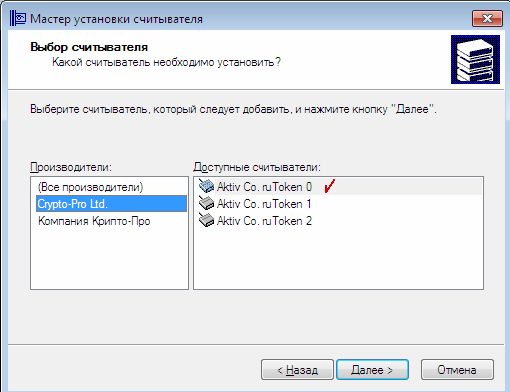 Мастер установки считывателя
Выбор считывателя
Какой считыватель необходимо установить?
Выберите считыватель, который следует добавить, и нажмите кнопку "Далее".
Производители:
(Все производители)
Crypto-Pro Ltd.
Компания Крипто-Про
Доступные считыватели:
Aktiv Co. ruToken 0
Aktiv Co. ruToken 1
Aktiv Co. ruToken 2
< Назад
Далее >
Отмена